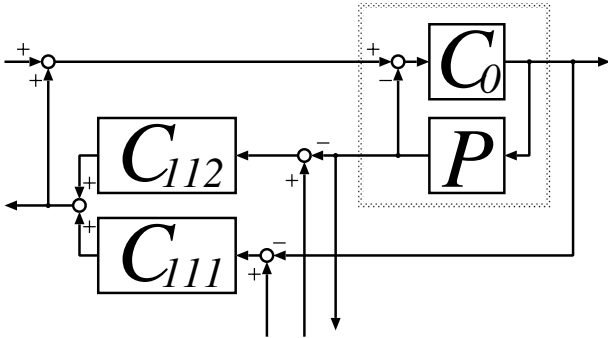 + + C0
+ −
− P
C112
+ +
+ −
C111 +